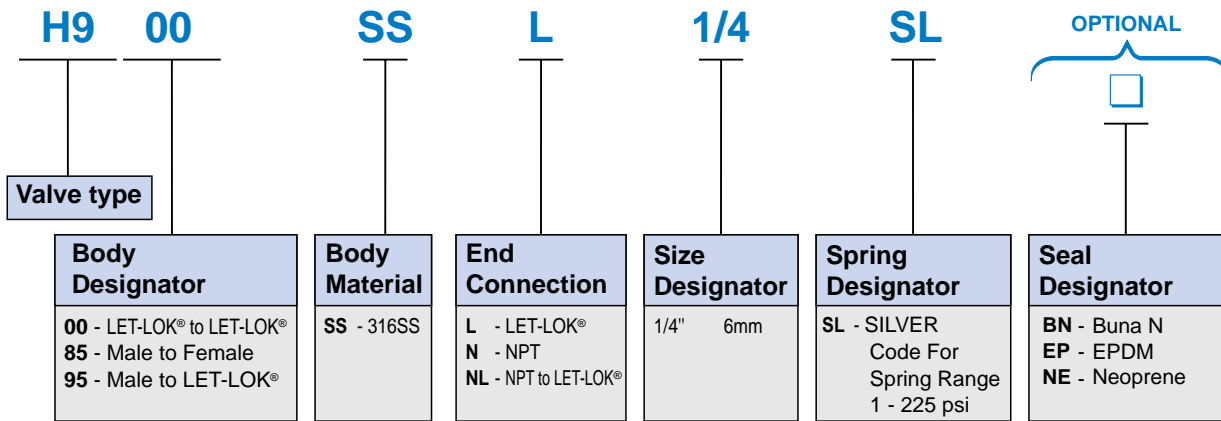 H9 00 SS L 1/4 SL OPTIONAL
Valve type
Body Designator
00 - LET-LOK® to LET-LOK®
85 - Male to Female
95 - Male to LET-LOK®
Body Material
SS - 316SS
End Connection
L - LET-LOK®
N - NPT
NL - NPT to LET-LOK®
Size Designator
1/4" 6mm
Spring Designator
SL - SILVER
Code For
Spring Range
1 - 225 psi
Seal Designator
BN - Buna N
EP - EPDM
NE - Neoprene